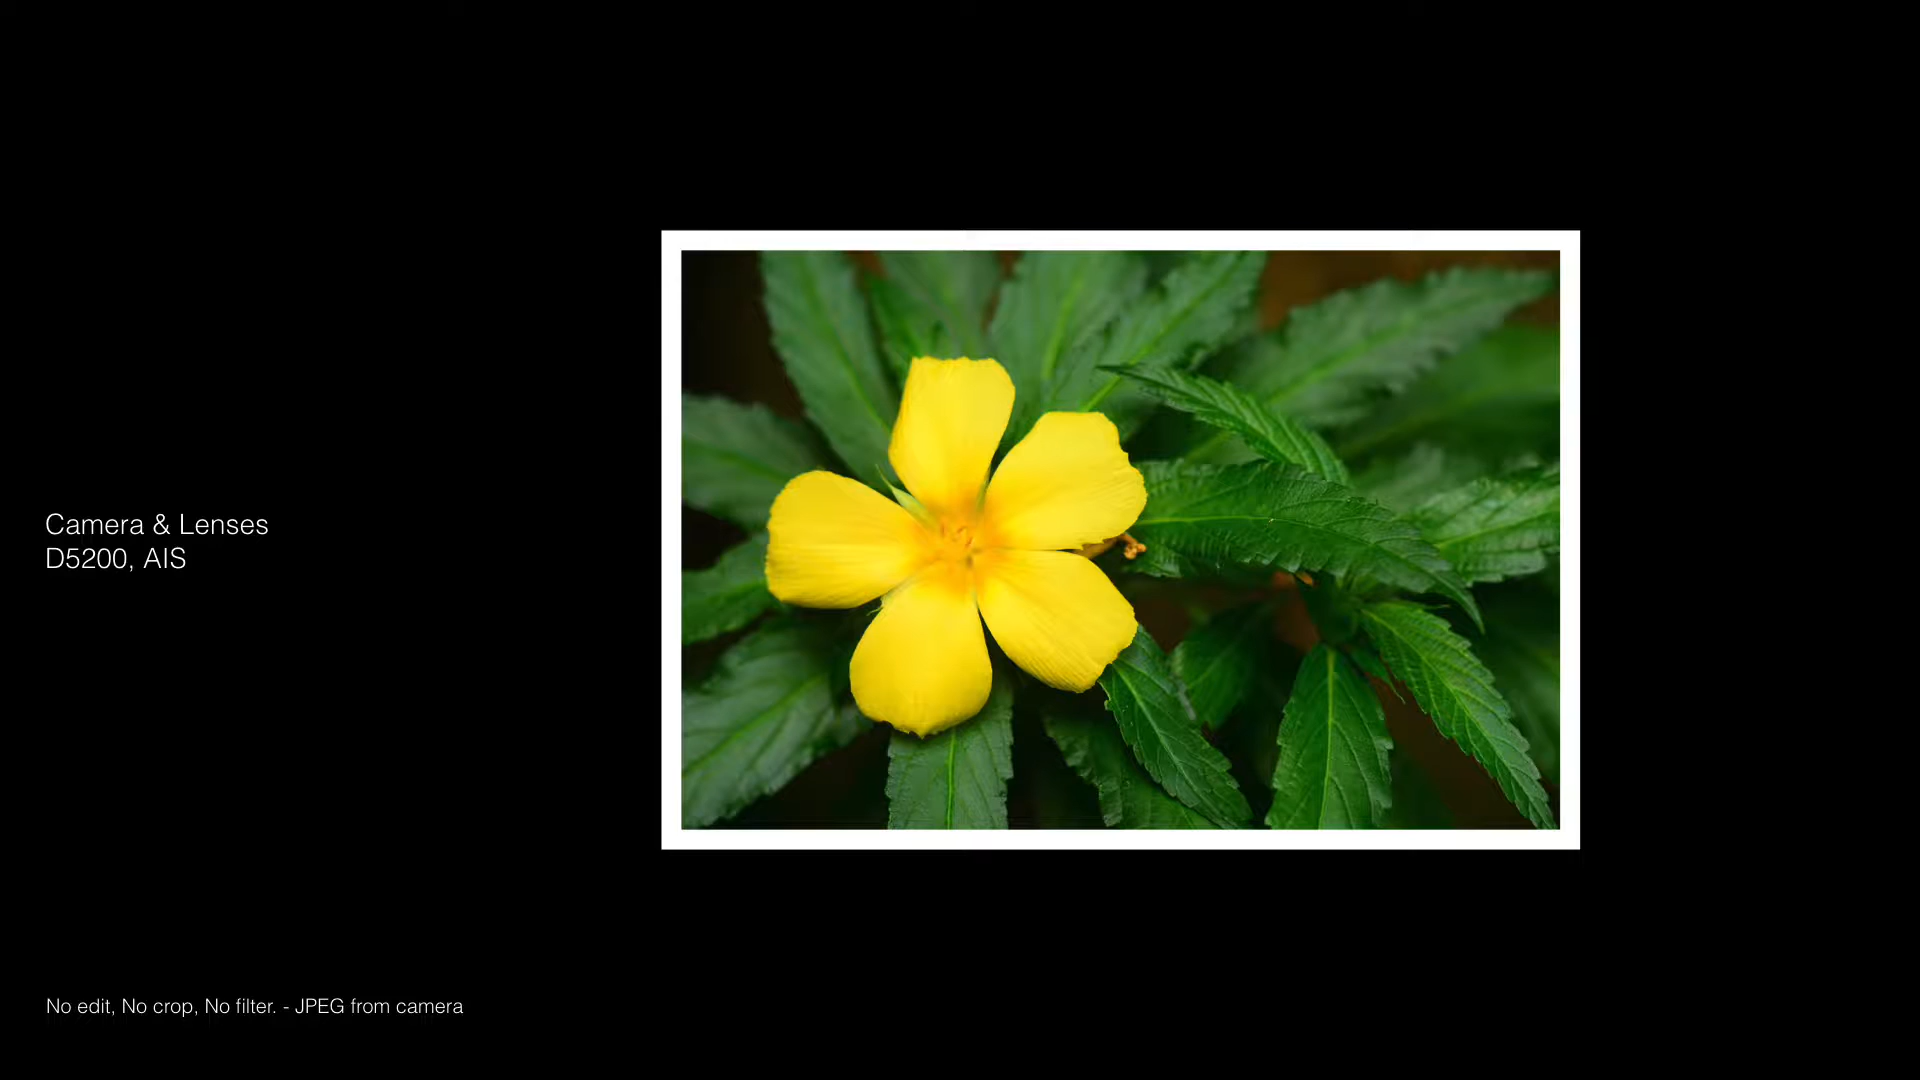 Camera & Lenses
D5200, AIS
No edit, No crop, No filter. - JPEG from camera